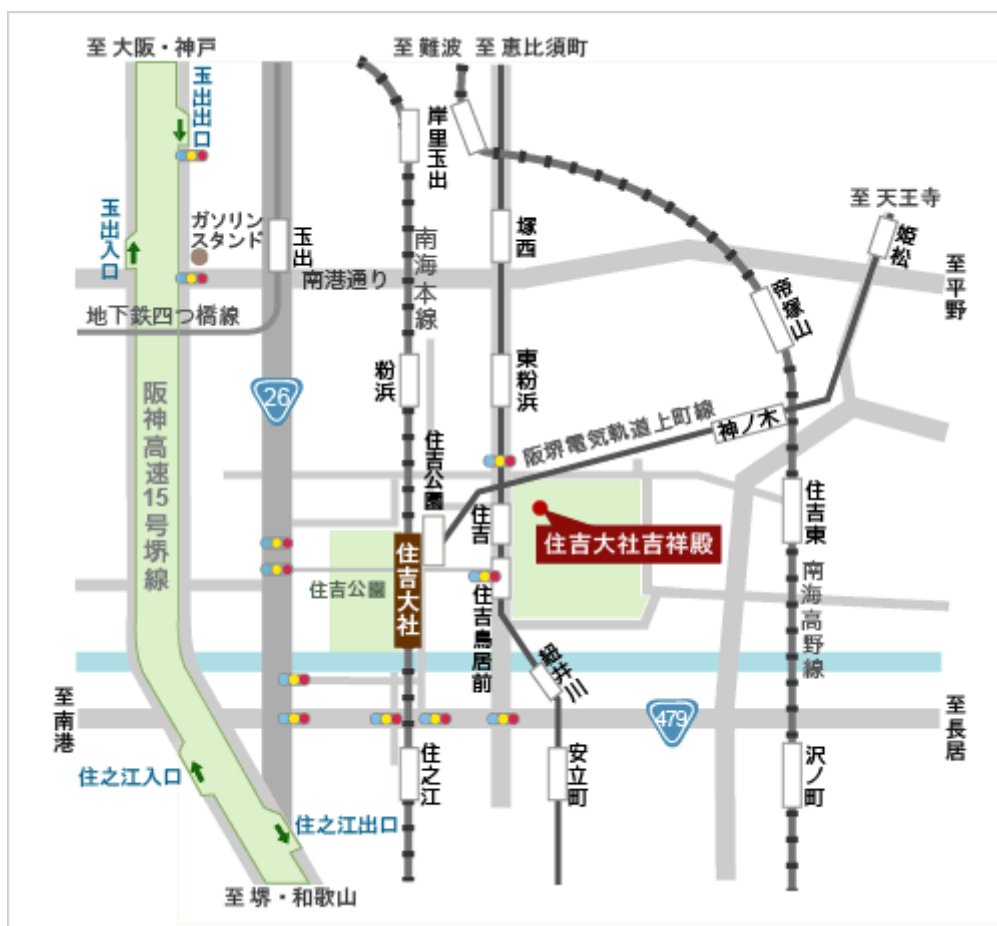 至 大阪・神戸
至 難波
至 恵比須町
玉出出口
岸里玉出
玉出入口
ガソリン
スタンド
玉出
塚西
至 天王寺
姫松
南海本線
南港通り
至平野
地下鉄四つ橋線
帝塚山
粉浜
東粉浜
阪神高速15号堺線
26
住吉公園
阪堺電気軌道上町線
神ノ木
住吉
住吉東
住吉大社吉祥殿
住吉大社
住吉公園
住吉鳥居前
南海高野線
細井川
至南港
479
至長居
住之江入口
住之江
安立町
沢ノ町
住之江出口
至 堺・和歌山